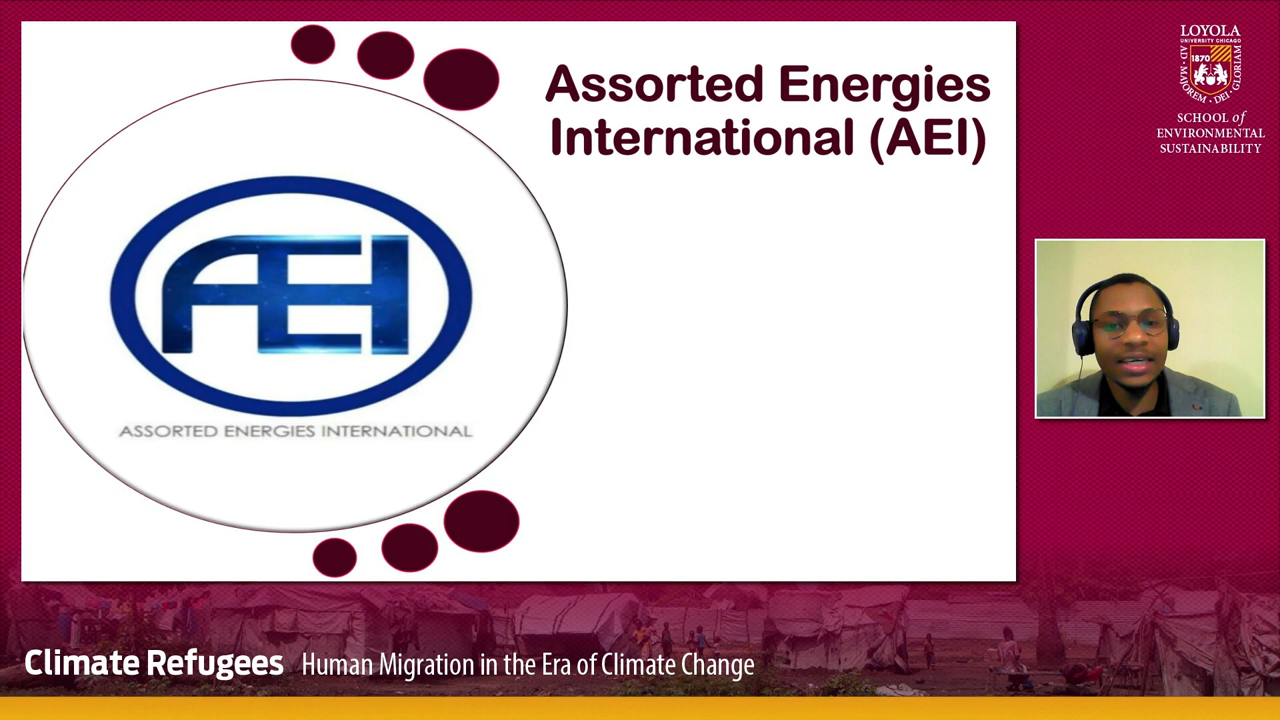 Assorted Energies
International (AEI)
AEI
ASSORTED ENERGIES INTERNATIONAL
LOYOLA
UNIVERSITY CHICAGO
1870
AD • MAJOREM • DEI • GLORIAM
SCHOOL of
ENVIRONMENTAL
SUSTAINABILITY
Climate Refugees Human Migration in the Era of Climate Change